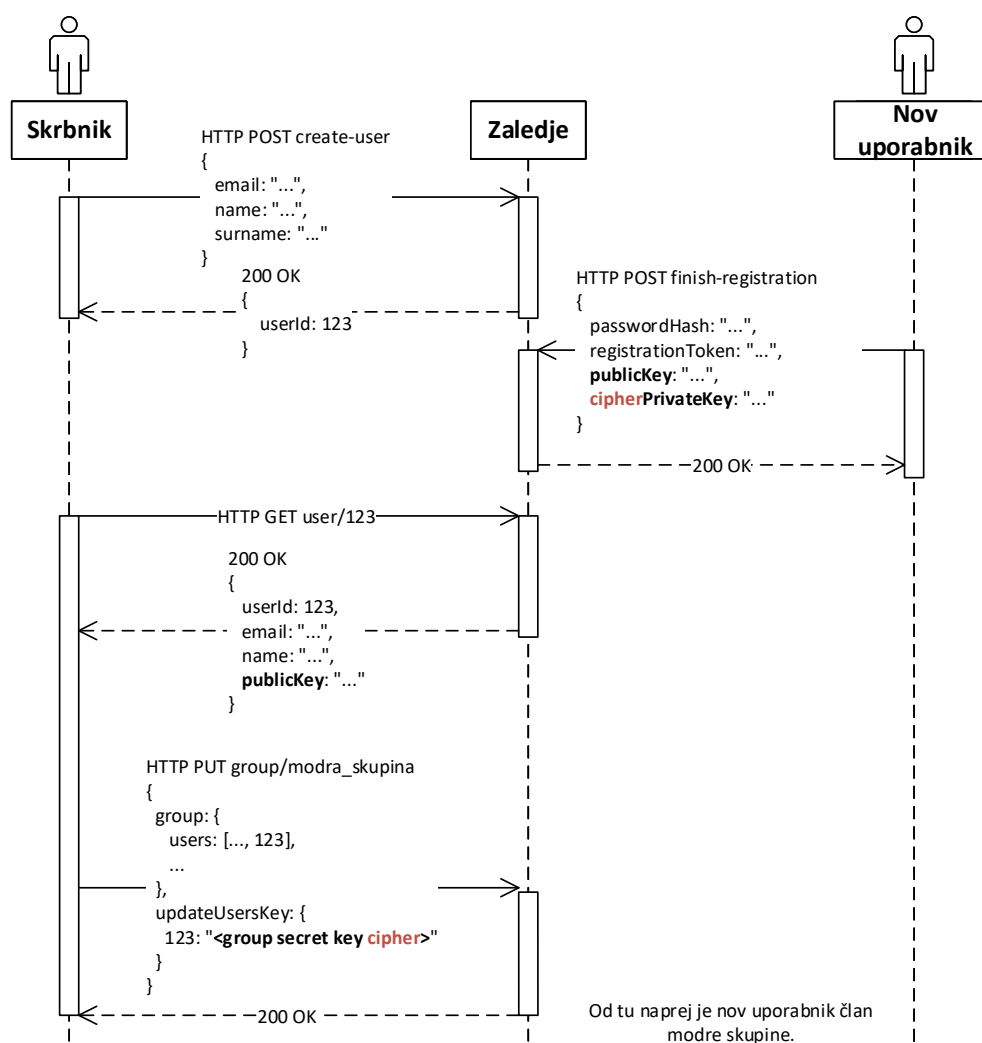 Skrbnik
Zaledje
Nov
uporabnik
HTTP POST create-user
{
email: "...",
name: "...",
surname: "..."
}
200 OK
{
userId: 123
}
HTTP POST finish-registration
{
passwordHash: "...",
registrationToken: "...",
publicKey: "...",
cipherPrivateKey: "..."
}
200 OK
HTTP GET user/123
200 OK
{
userId: 123,
email: "...",
name: "...",
publicKey: "..."
}
HTTP PUT group/modra_skupina
{
group: {
users: [..., 123],
...
},
updateUsersKey: {
123: "<group secret key cipher>"
}
}
200 OK
Od tu naprej je nov uporabnik član
modre skupine.